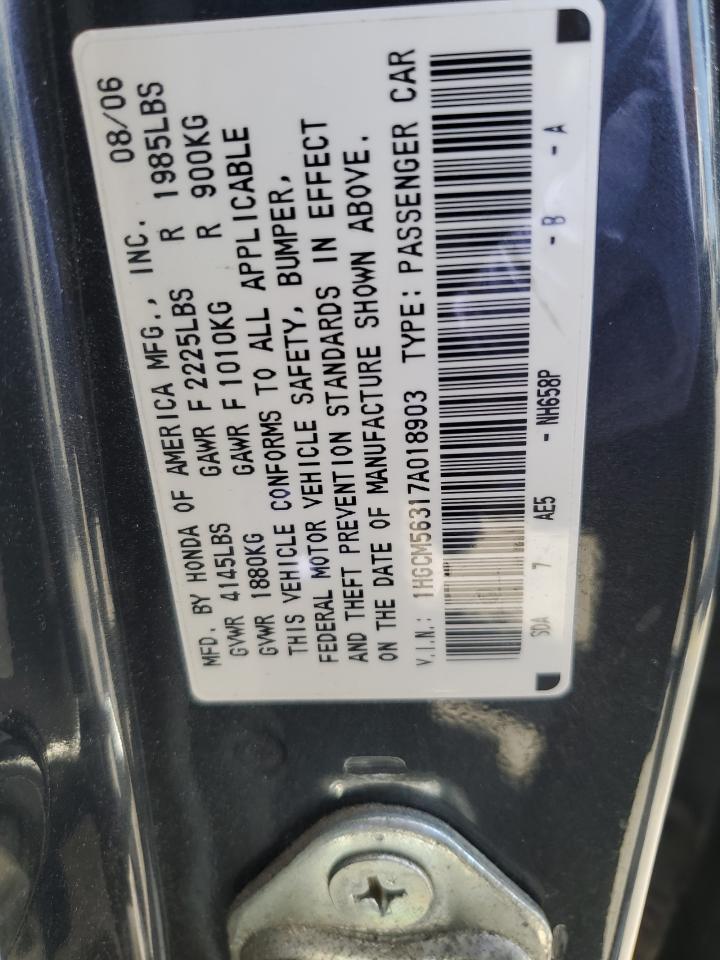 MFD. BY HONDA OF AMERICA MFG., INC. 08/06
GVWR 4145LBS GAWR F 2225LBS R 1985LBS
GVWR 1880KG GAWR F 1010KG R 900KG
THIS VEHICLE CONFORMS TO ALL APPLICABLE
FEDERAL MOTOR VEHICLE SAFETY, BUMPER,
AND THEFT PREVENTION STANDARDS IN EFFECT
ON THE DATE OF MANUFACTURE SHOWN ABOVE.
V.I.N.: 1HGCM56317A018903 TYPE: PASSENGER CAR
SDA 7 AE5 - NH658P - B - A